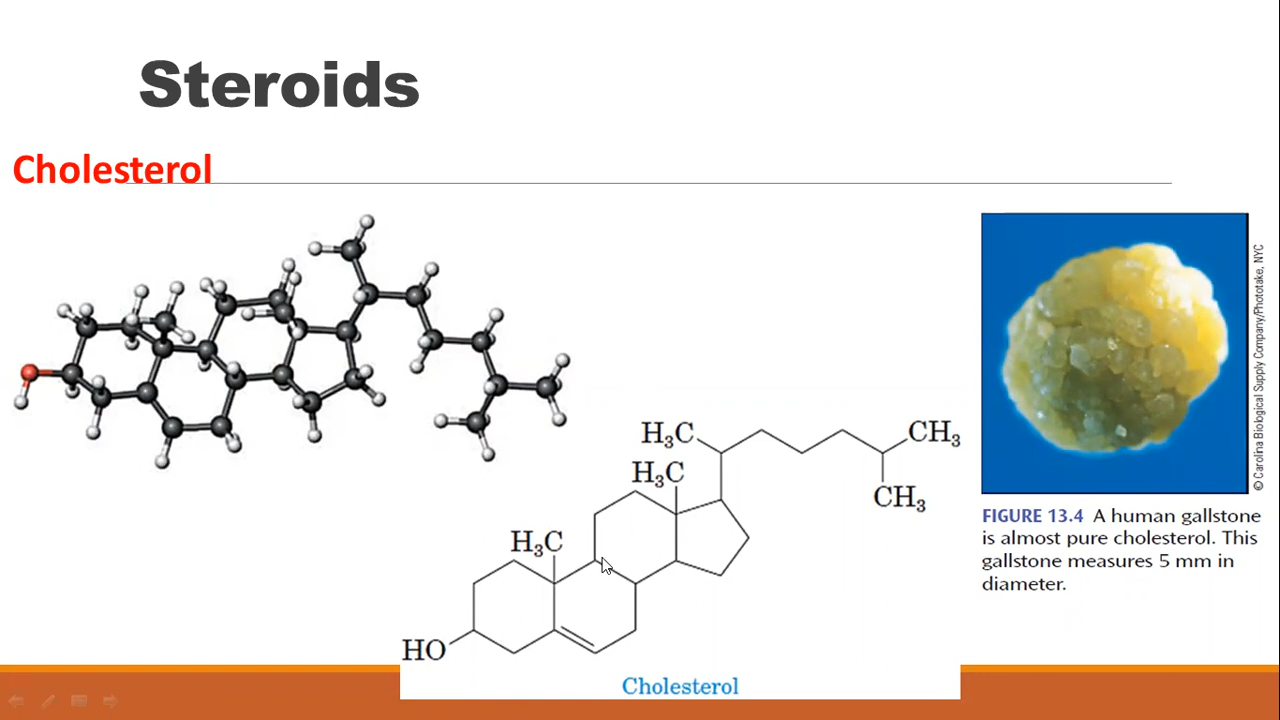 Steroids
Cholesterol
H₃C
CH₃
H₃C
CH₃
H₃C
HO
Cholesterol
© Carolina Biological Supply Company/Phototake, NYC
FIGURE 13.4 A human gallstone
is almost pure cholesterol. This
gallstone measures 5 mm in
diameter.